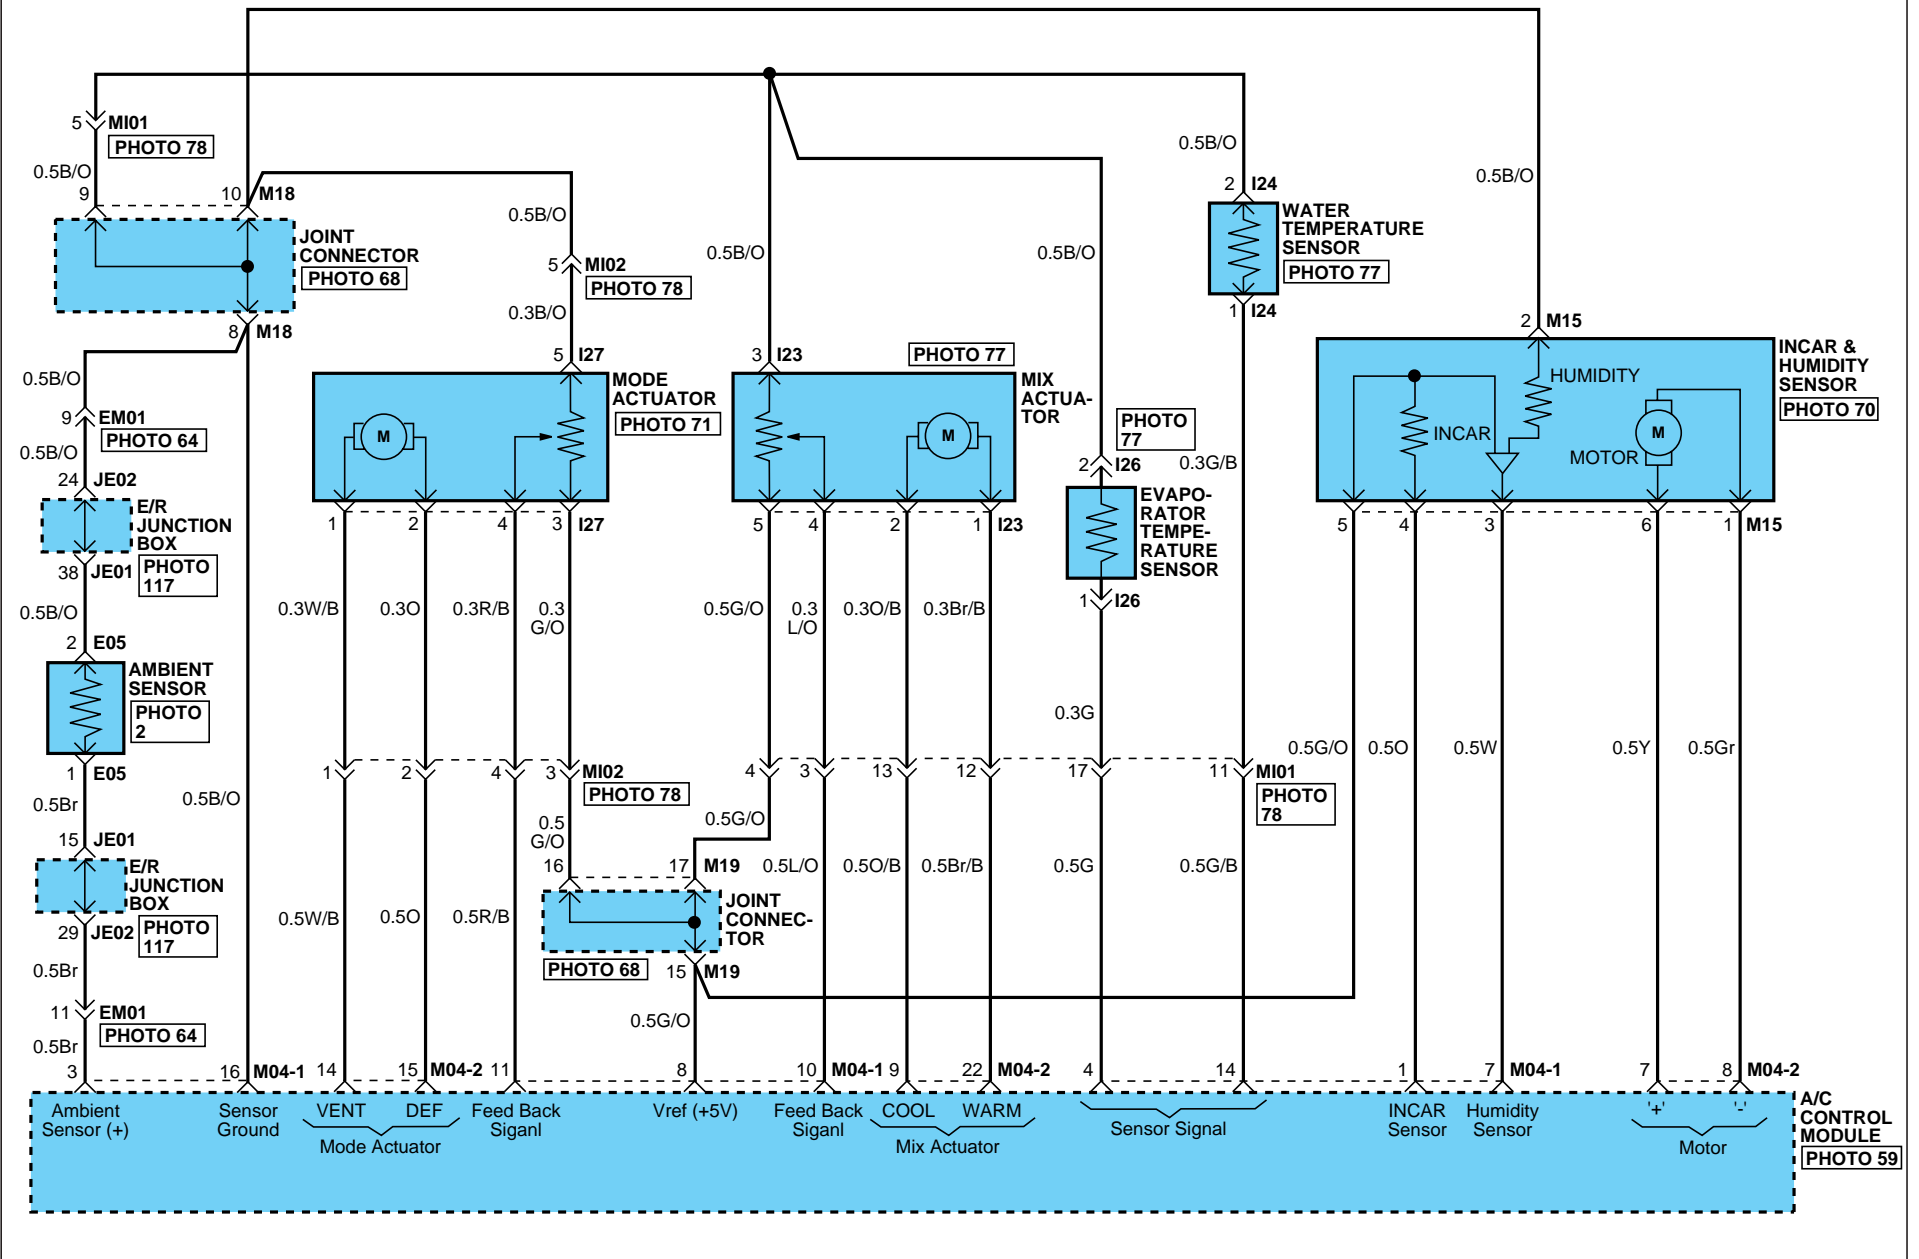 5 MI01
PHOTO 78
0.5B/O
9
10 M18
JOINT
CONNECTOR
PHOTO 68
8 M18
0.5B/O
9 EM01
PHOTO 64
0.5B/O
24 JE02
E/R
JUNCTION
BOX
PHOTO
117
38 JE01
0.5B/O
2 E05
AMBIENT
SENSOR
PHOTO
2
1 E05
0.5Br
15 JE01
E/R
JUNCTION
BOX
PHOTO
117
29 JE02
0.5Br
11 EM01
PHOTO 64
0.5Br
0.5B/O
0.5B/O
5 MI02
PHOTO 78
0.3B/O
5 I27
MODE
ACTUATOR
PHOTO 71
M
1
2
4
3 I27
0.3W/B
0.3O
0.3R/B
0.3
G/O
1
2
4
3 MI02
PHOTO 78
0.5
G/O
0.5W/B
0.5O
0.5R/B
16
17 M19
JOINT
CONNEC-
TOR
PHOTO 68
15 M19
0.5G/O
0.5B/O
3 I23
PHOTO 77
MIX
ACTUA-
TOR
M
5
4
2
1 I23
0.5G/O
0.3
L/O
0.3O/B
0.3Br/B
4
3
13
12
17
11 MI01
PHOTO
78
0.5G/O
0.5L/O
0.5O/B
0.5Br/B
0.5G
0.5G/B
0.5B/O
PHOTO
77
2 I26
EVAPO-
RATOR
TEMPE-
RATURE
SENSOR
1 I26
0.3G
0.5B/O
2 I24
WATER
TEMPERATURE
SENSOR
PHOTO 77
1 I24
0.3G/B
0.5B/O
2 M15
INCAR &
HUMIDITY
SENSOR
PHOTO 70
HUMIDITY
INCAR
MOTOR
M
5
4
3
6
1 M15
0.5G/O
0.5O
0.5W
0.5Y
0.5Gr
3
16 M04-1
14
15 M04-2
11
8
10 M04-1
9
22 M04-2
4
14
1
7 M04-1
7
8 M04-2
Ambient
Sensor (+)
Sensor
Ground
VENT
DEF
Mode Actuator
Feed Back
Siganl
Vref (+5V)
Feed Back
Siganl
COOL
WARM
Mix Actuator
Sensor Signal
INCAR
Sensor
Humidity
Sensor
'+'
'-'
Motor
A/C
CONTROL
MODULE
PHOTO 59